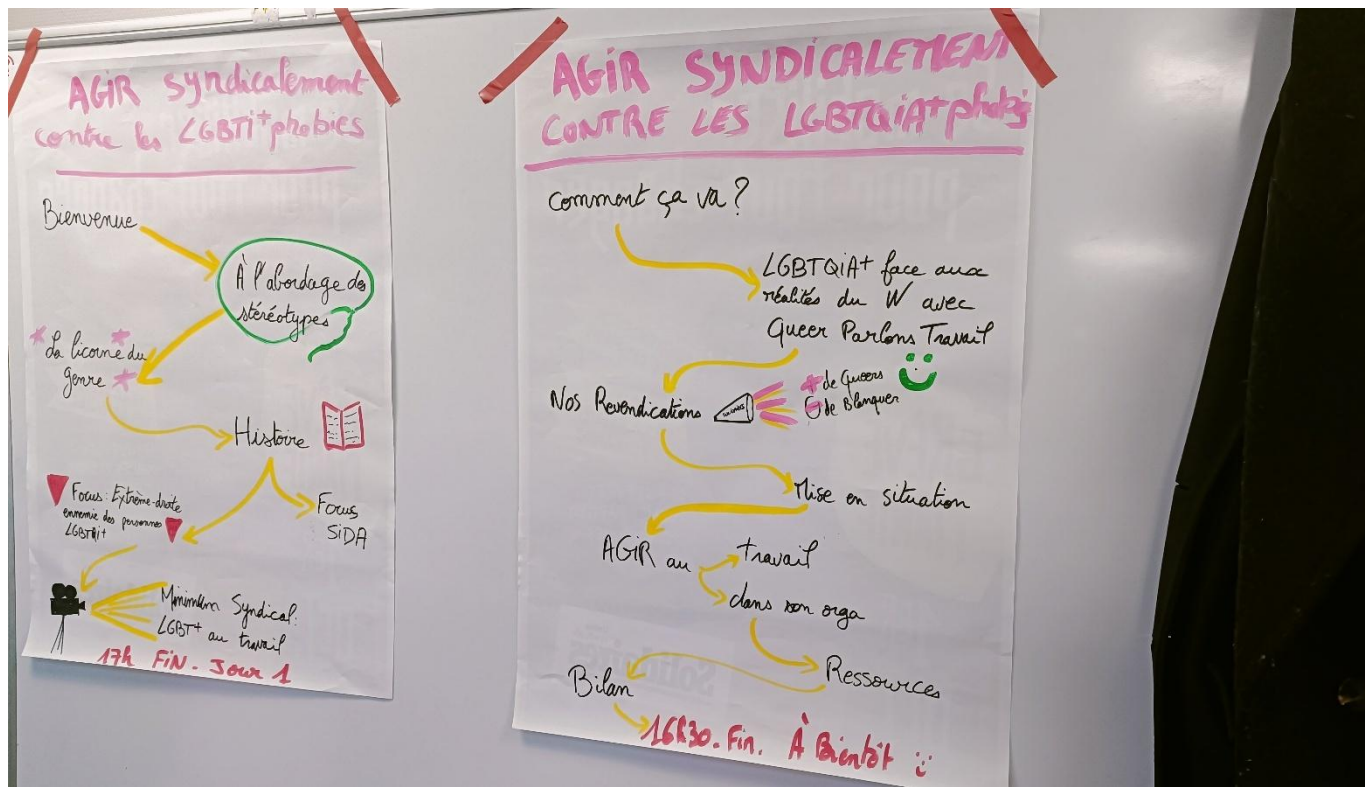 AGIR syndicalement
contre les LGBTI+phobies
Bienvenue
À l'abordage des
stéréotypes
La licorne du
genre
Histoire
Focus: Extrême-droite
ennemie des personnes
LGBTQI+
Focus
SIDA
Minimum Syndical:
LGBT+ au travail
17h FIN. Jour 1
AGIR SYNDICALEMENT
CONTRE LES LGBTQIA+phobies
Comment ça va?
LGBTQIA+ face aux
réalités du W avec
Queer Parlons Travail
Nos Revendications
+ de Queers
- de Blanquer
Mise en situation
AGIR au
travail
dans son orga
Ressources
Bilan
16h30. Fin. À Bientôt
Solidaires